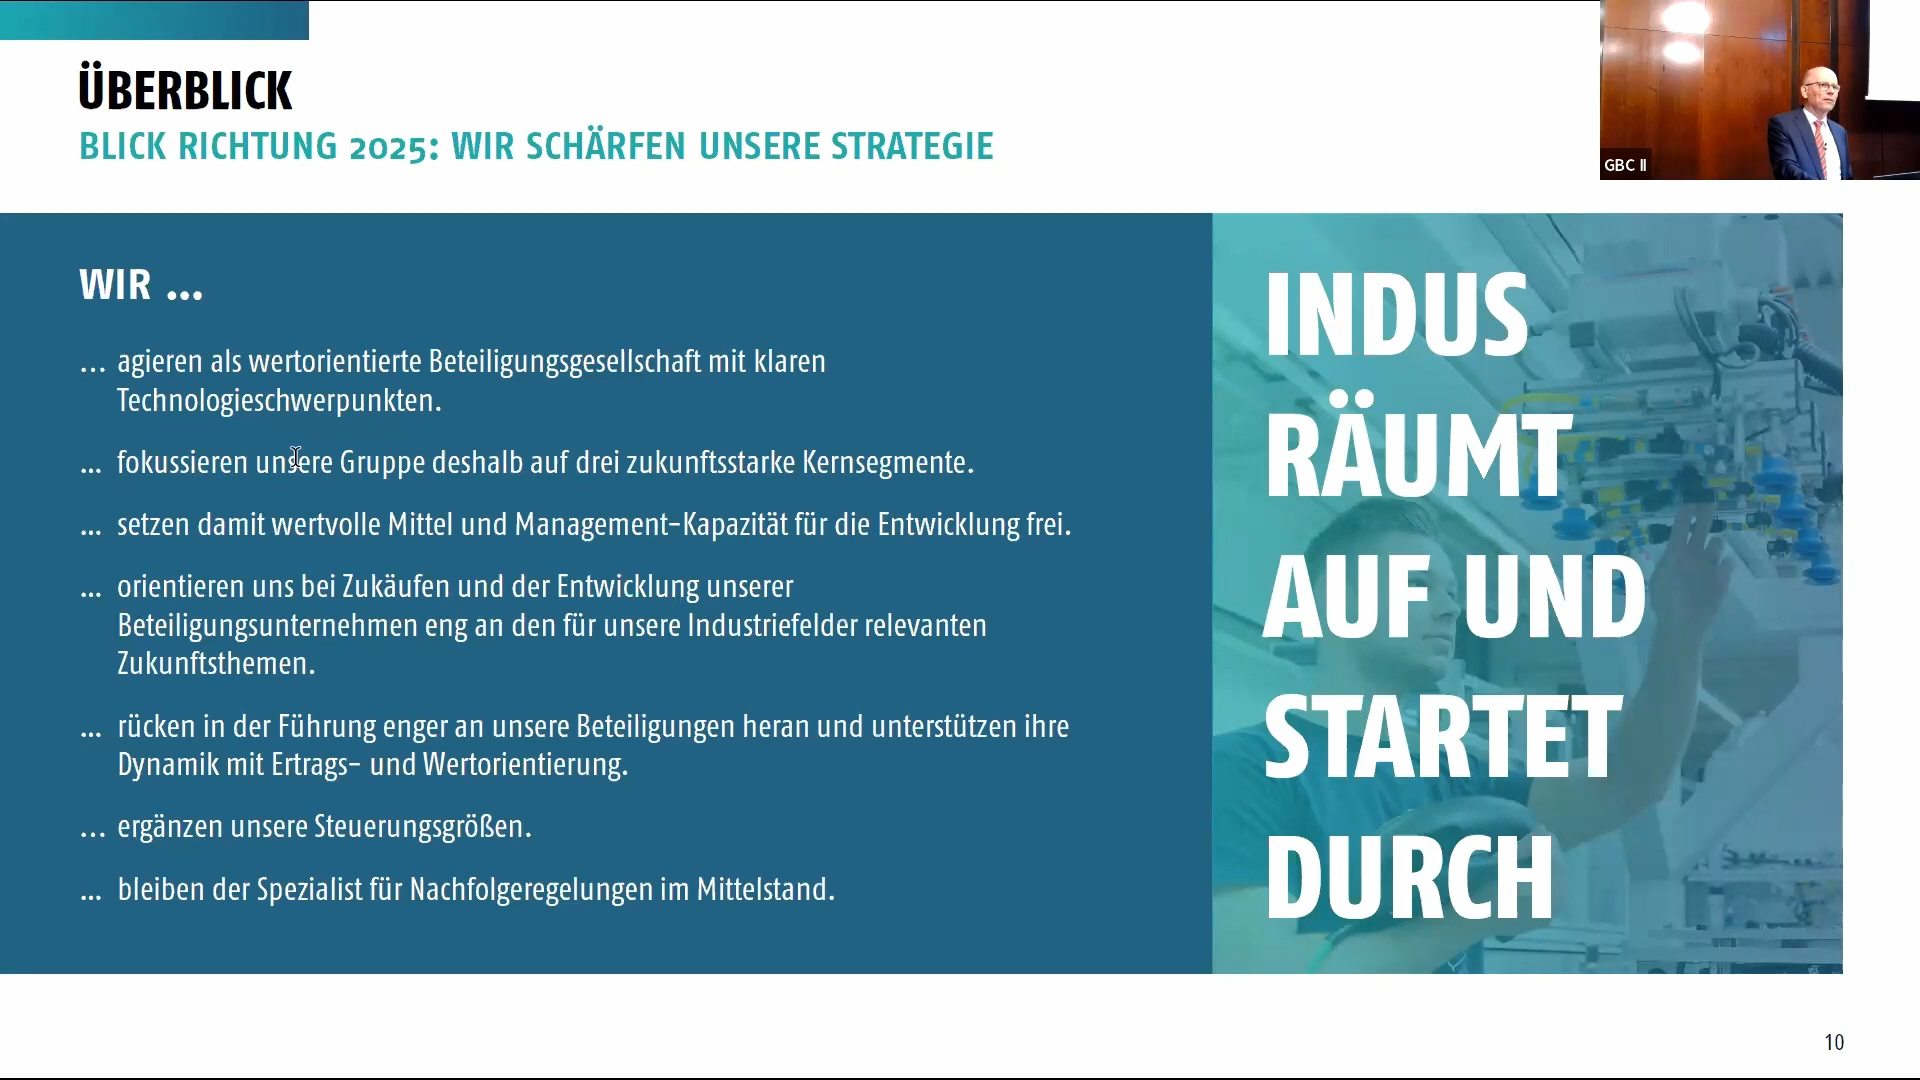 ÜBERBLICK
BLICK RICHTUNG 2025: WIR SCHÄRFEN UNSERE STRATEGIE
GBC II
WIR ...
... agieren als wertorientierte Beteiligungsgesellschaft mit klaren
Technologieschwerpunkten.
... fokussieren unsere Gruppe deshalb auf drei zukunftsstarke Kernsegmente.
... setzen damit wertvolle Mittel und Management-Kapazität für die Entwicklung frei.
... orientieren uns bei Zukäufen und der Entwicklung unserer
Beteiligungsunternehmen eng an den für unsere Industriefelder relevanten
Zukunftsthemen.
... rücken in der Führung enger an unsere Beteiligungen heran und unterstützen ihre
Dynamik mit Ertrags- und Wertorientierung.
... ergänzen unsere Steuerungsgrößen.
... bleiben der Spezialist für Nachfolgeregelungen im Mittelstand.
INDUS
RÄUMT
AUF UND
STARTET
DURCH
10